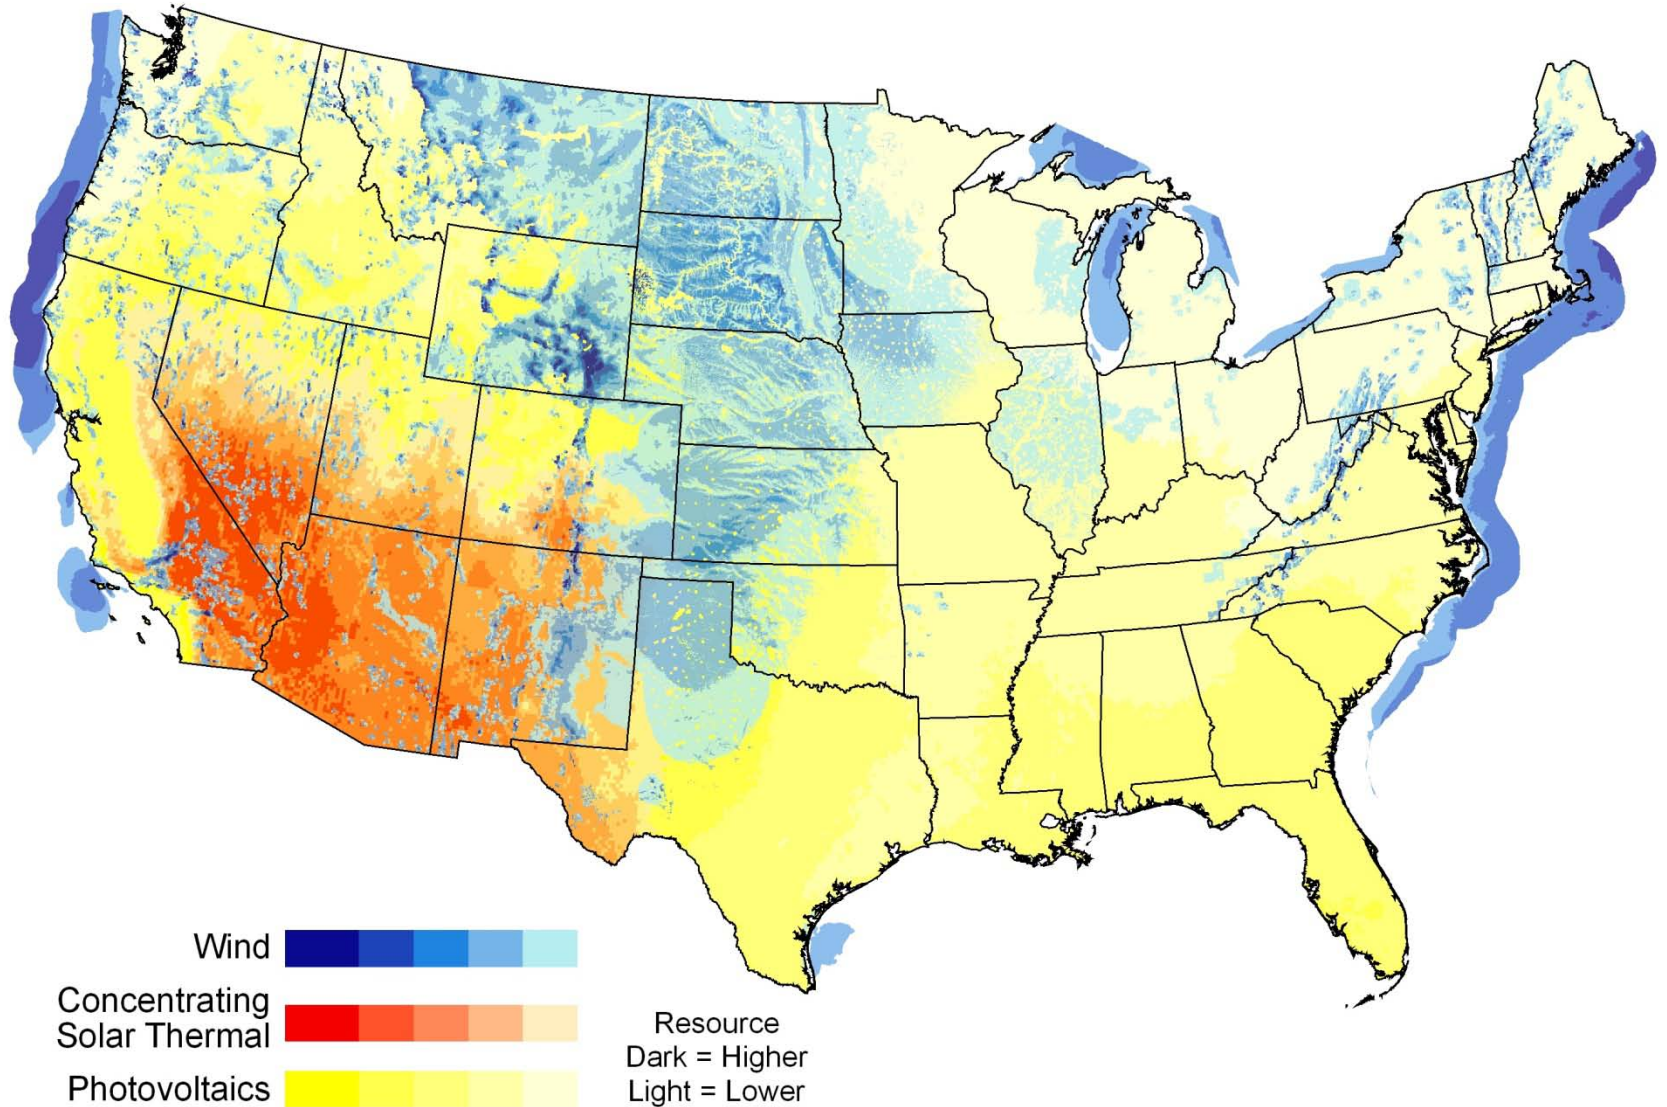 Wind
Concentrating
Solar Thermal
Photovoltaics
Resource
Dark = Higher
Light = Lower